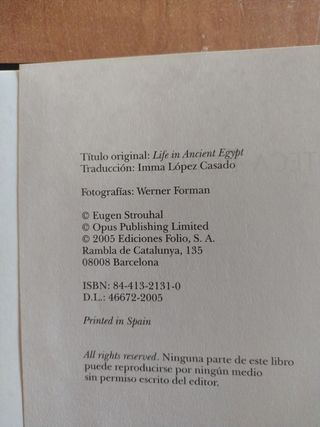 Título original: Life in Ancient Egypt
Traducción: Imma López Casado
Fotografías: Werner Forman
© Eugen Strouhal
© Opus Publishing Limited
© 2005 Ediciones Folio, S. A.
Rambla de Catalunya, 135
08008 Barcelona
ISBN: 84-413-2131-0
D.L.: 46672-2005
Printed in Spain
All rights reserved. Ninguna parte de este libro
puede reproducirse por ningún medio
sin permiso escrito del editor.